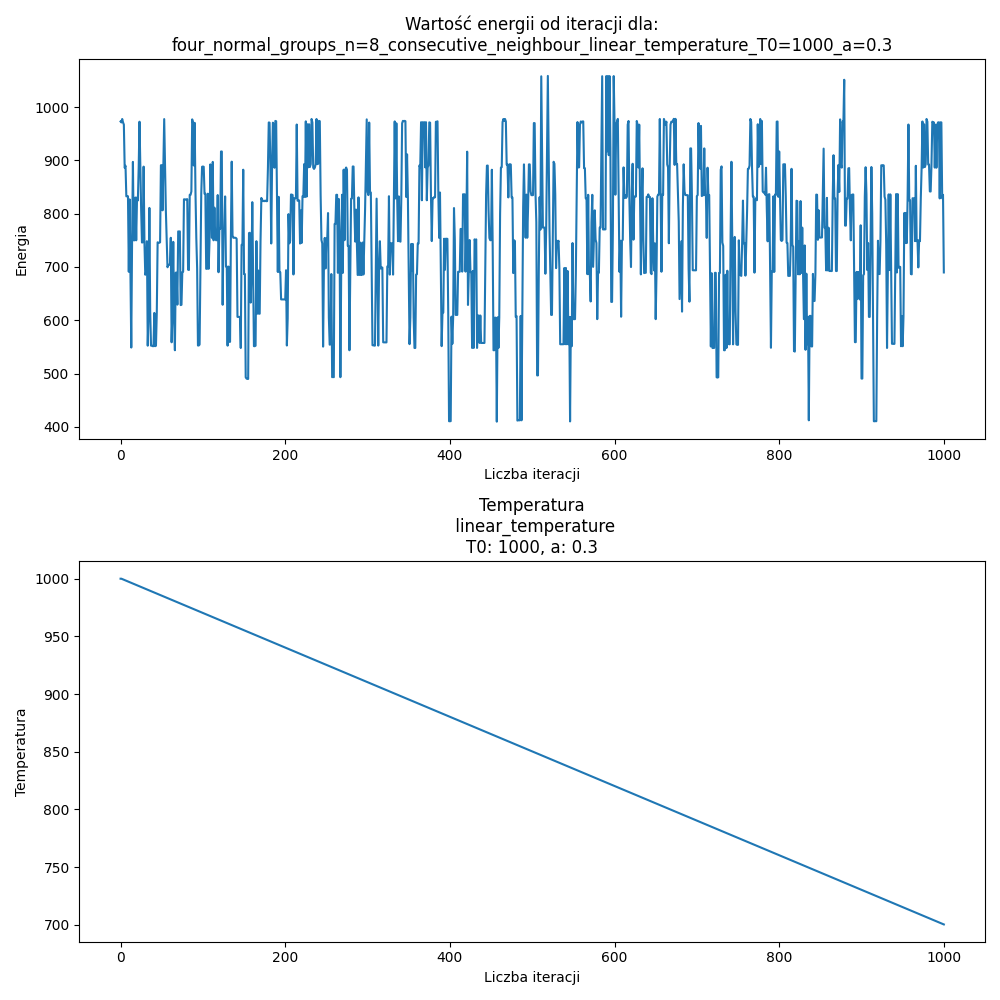 Wartość energii od iteracji dla:
four_normal_groups_n=8_consecutive_neighbour_linear_temperature_T0=1000_a=0.3
Energia
1000
900
800
700
600
500
400
0 200 400 600 800 1000
Liczba iteracji
Temperatura
linear_temperature
T0: 1000, a: 0.3
Temperatura
1000
950
900
850
800
750
700
0 200 400 600 800 1000
Liczba iteracji